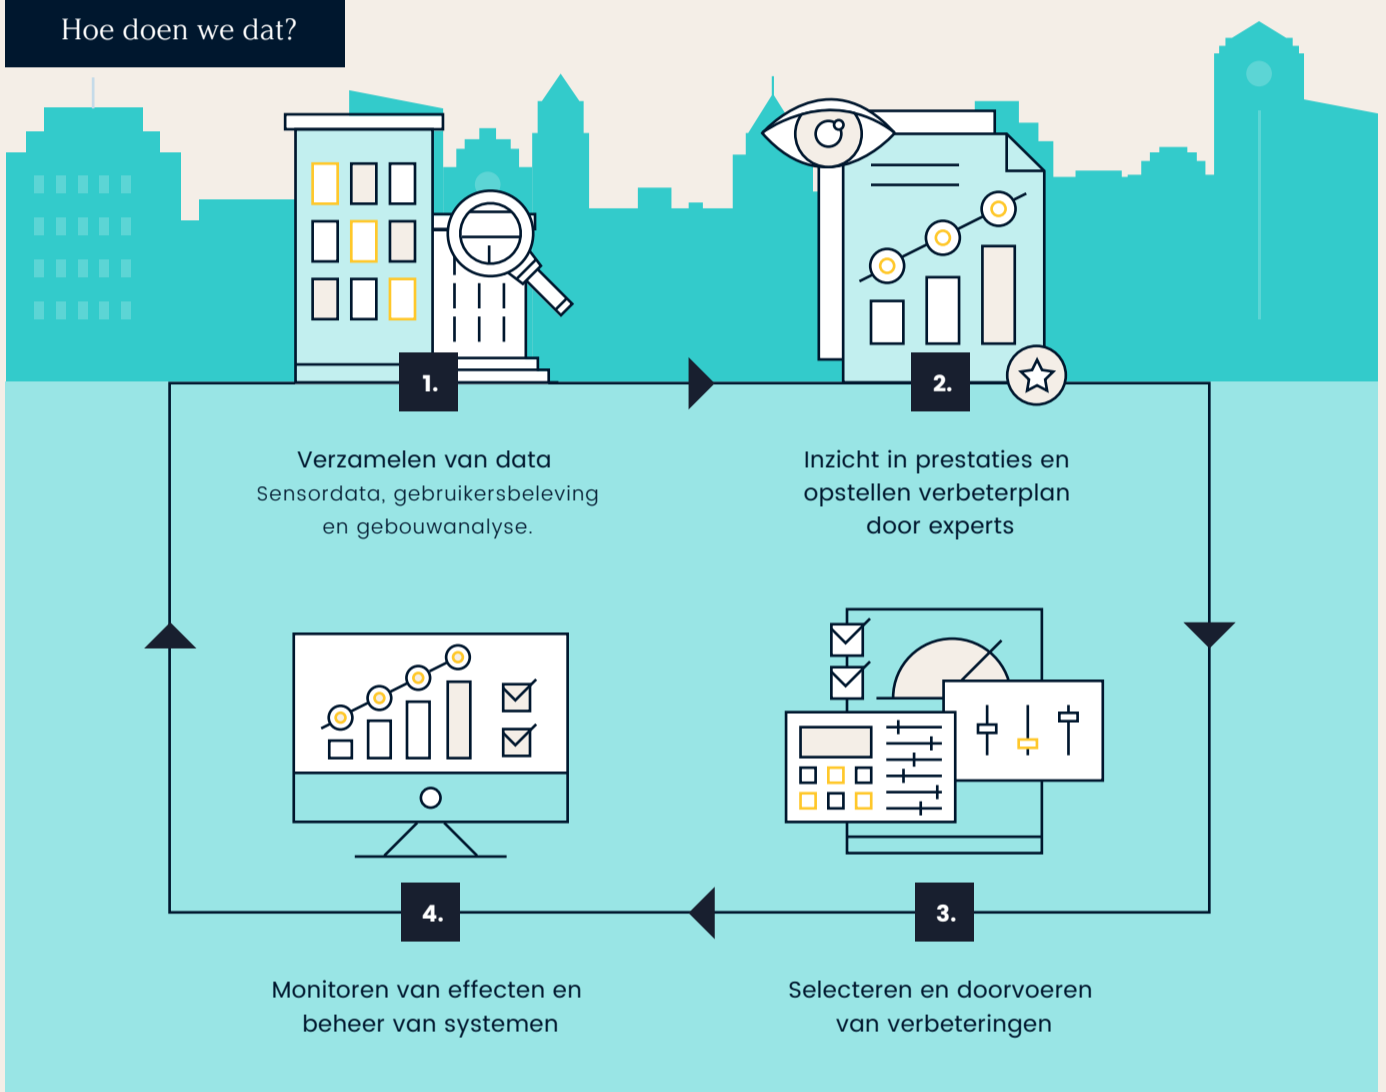 Hoe doen we dat?
1.
Verzamelen van data
Sensordata, gebruikersbeleving
en gebouwanalyse.
2.
Inzicht in prestaties en
opstellen verbeterplan
door experts
3.
Selecteren en doorvoeren
van verbeteringen
4.
Monitoren van effecten en
beheer van systemen